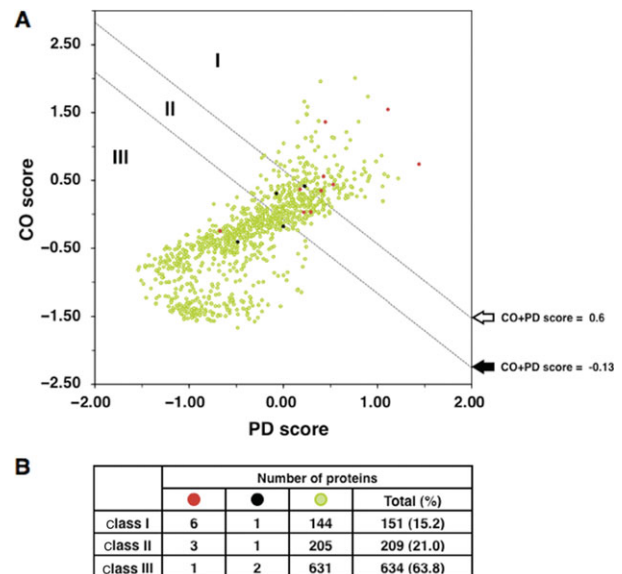 A
2.50
I
II
1.50
III
0.50
CO score
−0.50
−1.50
CO+PD score = 0.6
CO+PD score = -0.13
−2.50
−2.00 −1.00 0.00 1.00 2.00
PD score
B
Number of proteins
Total (%)
class I 6 1 144 151 (15.2)
class II 3 1 205 209 (21.0)
class III 1 2 631 634 (63.8)